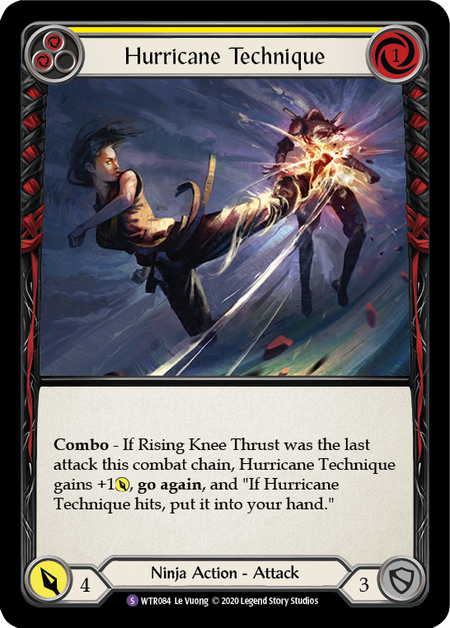 Hurricane Technique
1
Combo - If Rising Knee Thrust was the last
attack this combat chain, Hurricane Technique
gains +1, go again, and "If Hurricane
Technique hits, put it into your hand."
4
Ninja Action - Attack
3
S WTR084 Le Vuong © 2020 Legend Story Studios